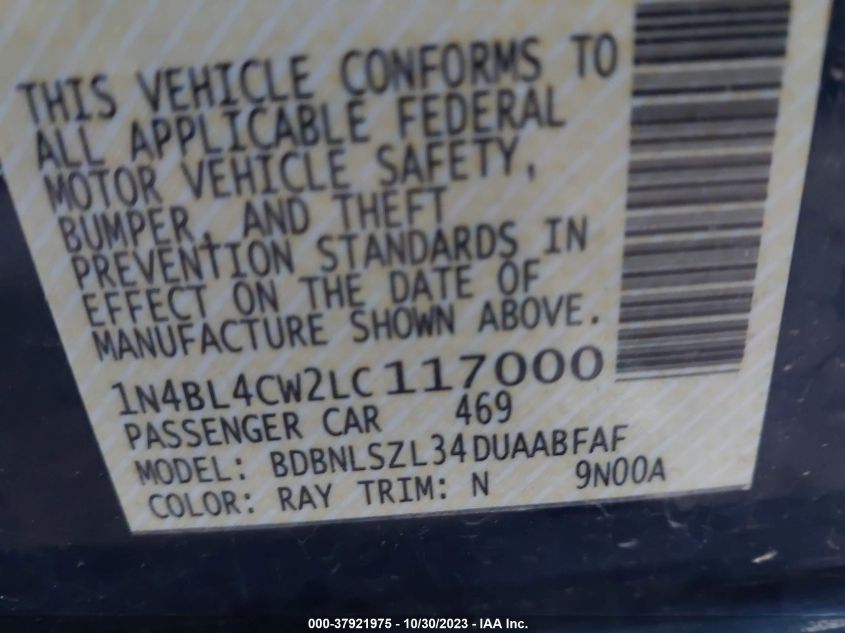 THIS VEHICLE CONFORMS TO
ALL APPLICABLE FEDERAL
MOTOR VEHICLE SAFETY,
BUMPER, AND THEFT
PREVENTION STANDARDS IN
EFFECT ON THE DATE OF
MANUFACTURE SHOWN ABOVE.
1N4BL4CW2LC117000
PASSENGER CAR 469
MODEL: BDBNLSZL34DUAABFAF
COLOR: RAY TRIM: N 9N00A
000-37921975 - 10/30/2023 - IAA Inc.